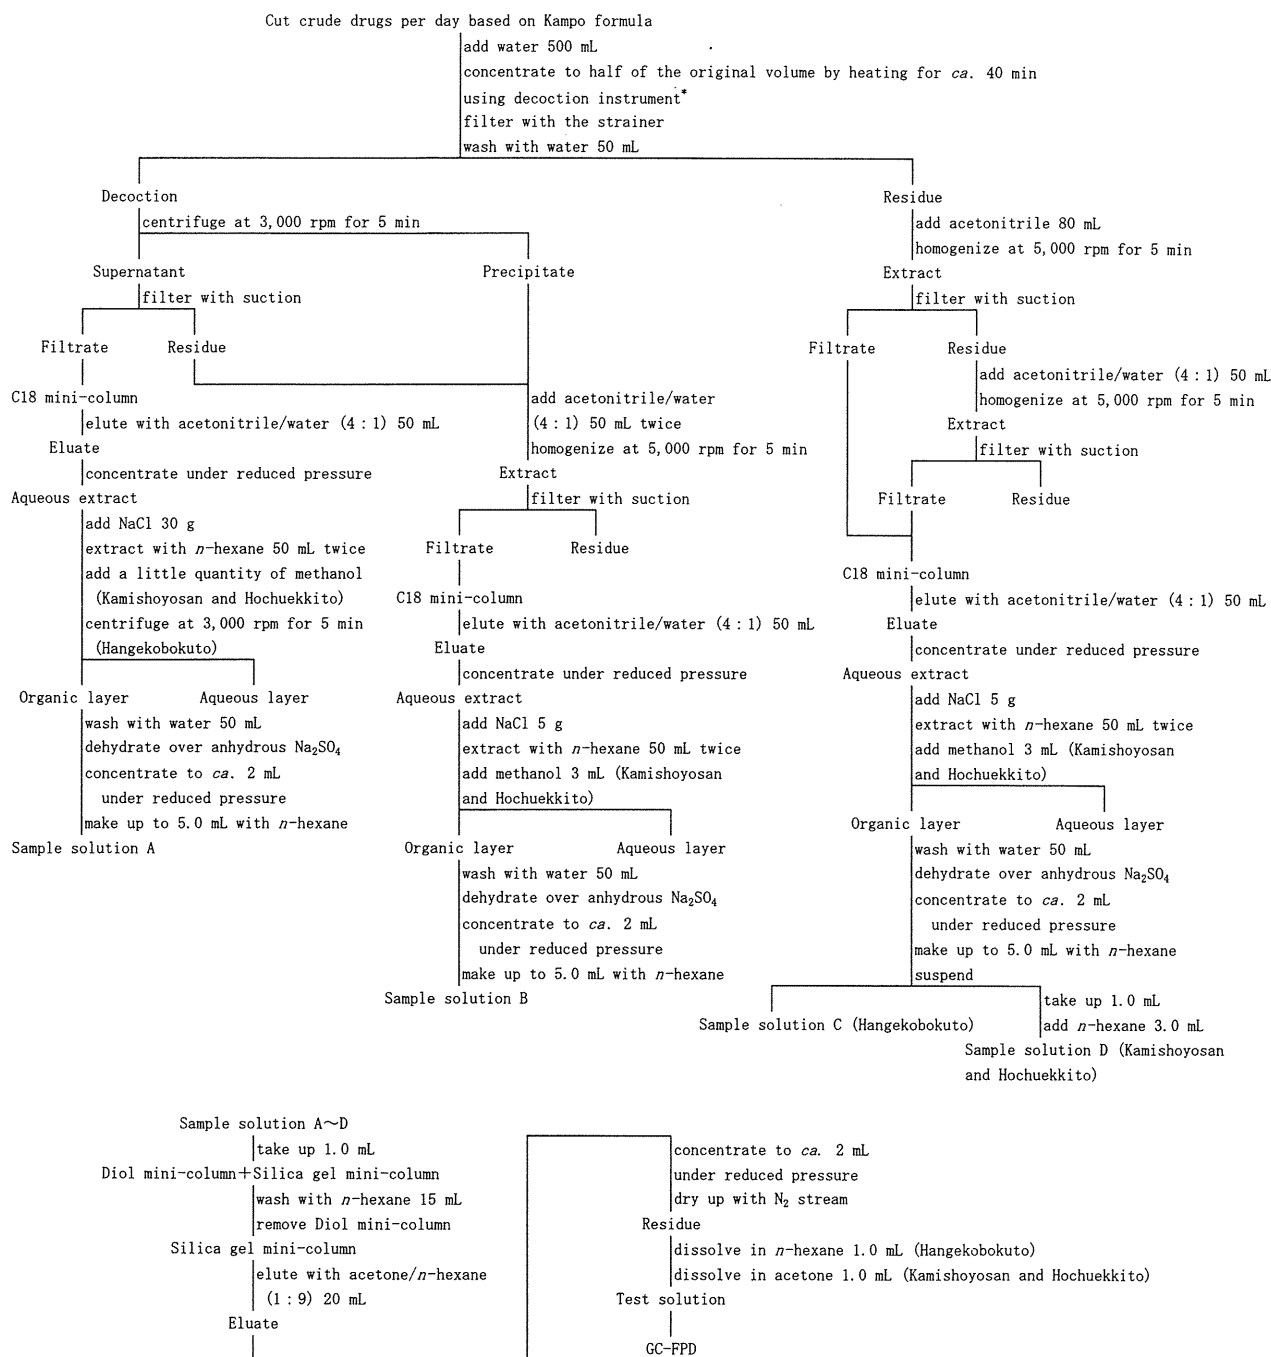 Cut crude drugs per day based on Kampo formula
add water 500 mL
concentrate to half of the original volume by heating for ca. 40 min
using decoction instrument*
filter with the strainer
wash with water 50 mL
Decoction
centrifuge at 3,000 rpm for 5 min
Supernatant
filter with suction
Filtrate
Residue
C18 mini-column
elute with acetonitrile/water (4 : 1) 50 mL
Eluate
concentrate under reduced pressure
Aqueous extract
add NaCl 30 g
extract with n-hexane 50 mL twice
add a little quantity of methanol
(Kamishoyosan and Hochuekkito)
centrifuge at 3,000 rpm for 5 min
(Hangekobokuto)
Organic layer
Aqueous layer
wash with water 50 mL
dehydrate over anhydrous Na₂SO₄
concentrate to ca. 2 mL
under reduced pressure
make up to 5.0 mL with n-hexane
Sample solution A
Precipitate
add acetonitrile/water
(4 : 1) 50 mL twice
homogenize at 5,000 rpm for 5 min
Extract
filter with suction
Filtrate
Residue
C18 mini-column
elute with acetonitrile/water (4 : 1) 50 mL
Eluate
concentrate under reduced pressure
Aqueous extract
add NaCl 5 g
extract with n-hexane 50 mL twice
add methanol 3 mL (Kamishoyosan
and Hochuekkito)
Organic layer
Aqueous layer
wash with water 50 mL
dehydrate over anhydrous Na₂SO₄
concentrate to ca. 2 mL
under reduced pressure
make up to 5.0 mL with n-hexane
Sample solution B
Residue
add acetonitrile 80 mL
homogenize at 5,000 rpm for 5 min
Extract
filter with suction
Filtrate
Residue
add acetonitrile/water (4 : 1) 50 mL
homogenize at 5,000 rpm for 5 min
Extract
filter with suction
Filtrate
Residue
C18 mini-column
elute with acetonitrile/water (4 : 1) 50 mL
Eluate
concentrate under reduced pressure
Aqueous extract
add NaCl 5 g
extract with n-hexane 50 mL twice
add methanol 3 mL (Kamishoyosan
and Hochuekkito)
Organic layer
Aqueous layer
wash with water 50 mL
dehydrate over anhydrous Na₂SO₄
concentrate to ca. 2 mL
under reduced pressure
make up to 5.0 mL with n-hexane
suspend
Sample solution C (Hangekobokuto)
take up 1.0 mL
add n-hexane 3.0 mL
Sample solution D (Kamishoyosan
and Hochuekkito)
Sample solution A～D
take up 1.0 mL
Diol mini-column＋Silica gel mini-column
wash with n-hexane 15 mL
remove Diol mini-column
Silica gel mini-column
elute with acetone/n-hexane
(1 : 9) 20 mL
Eluate
concentrate to ca. 2 mL
under reduced pressure
dry up with N₂ stream
Residue
dissolve in n-hexane 1.0 mL (Hangekobokuto)
dissolve in acetone 1.0 mL (Kamishoyosan and Hochuekkito)
Test solution
GC-FPD